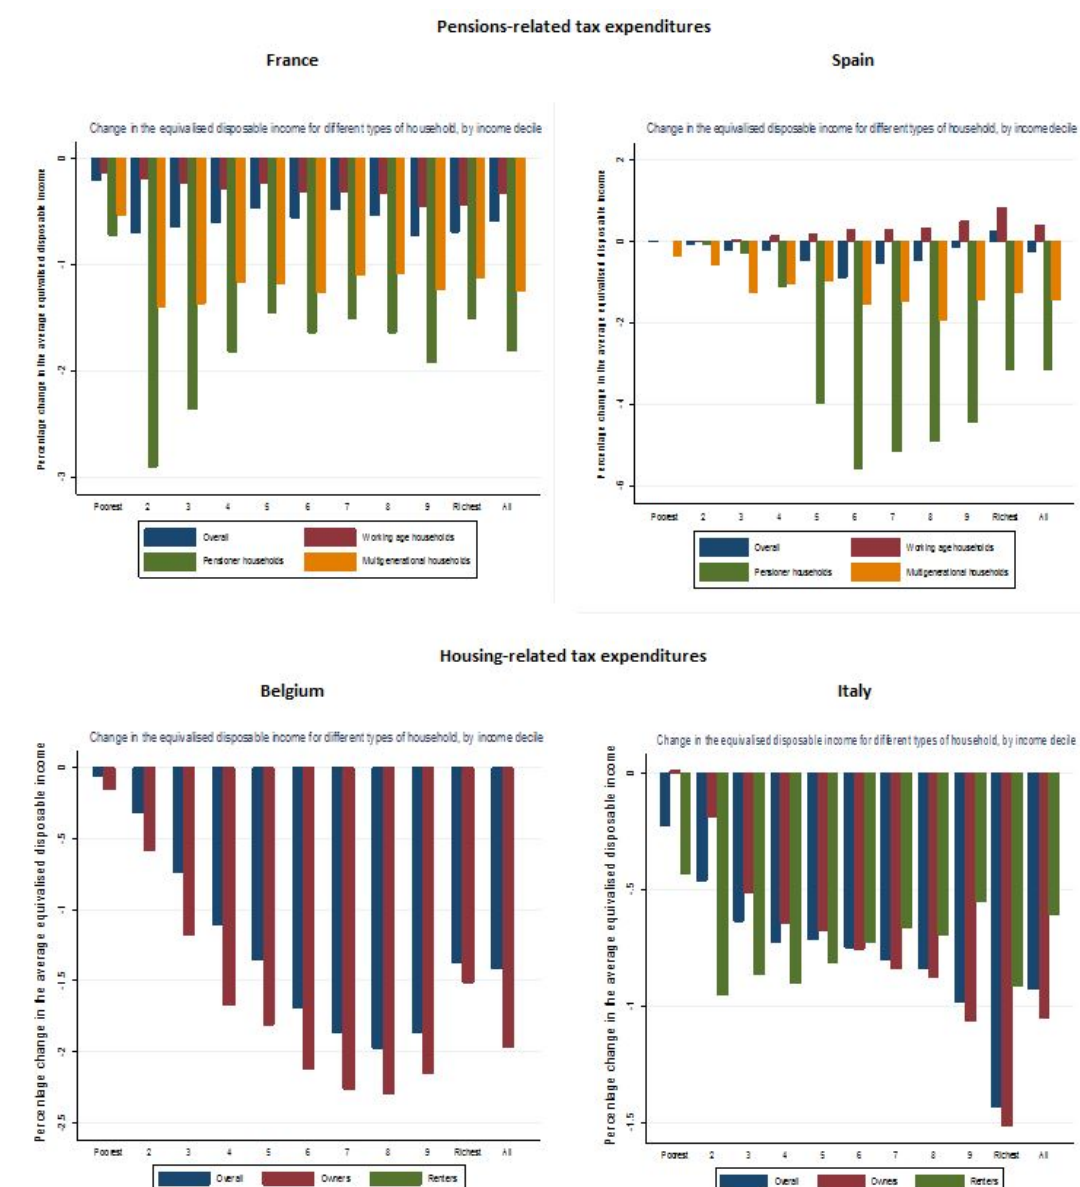 Pensions-related tax expenditures
France
Spain
Change in the equivalised disposable income for different types of household, by income decile
Percentage change in the average equivalised disposable income
0
-1
-2
-3
Poorest 2 3 4 5 6 7 8 9 Richest All
Overall Working age households
Pensioner households Multigenerational households
Change in the equivalised disposable income for different types of household, by income decile
Percentage change in the average equivalised disposable income
2
0
-2
-4
-6
Poorest 2 3 4 5 6 7 8 9 Richest All
Overall Working age households
Pensioner households Multigenerational households
Housing-related tax expenditures
Belgium
Italy
Change in the equivalised disposable income for different types of household, by income decile
Percentage change in the average equivalised disposable income
0
-.5
-1
-1.5
-2
-2.5
Poorest 2 3 4 5 6 7 8 9 Richest All
Overall Owners Renters
Change in the equivalised disposable income for different types of household, by income decile
Percentage change in the average equivalised disposable income
0
-.5
-1
-1.5
Poorest 2 3 4 5 6 7 8 9 Richest All
Overall Owners Renters